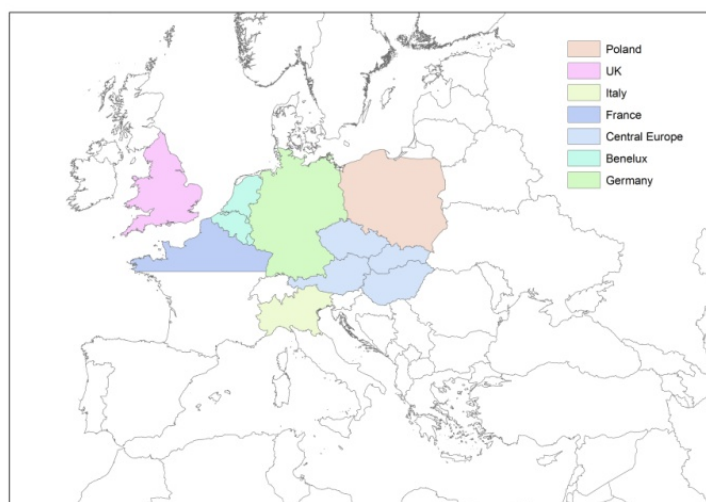 Poland
UK
Italy
France
Central Europe
Benelux
Germany